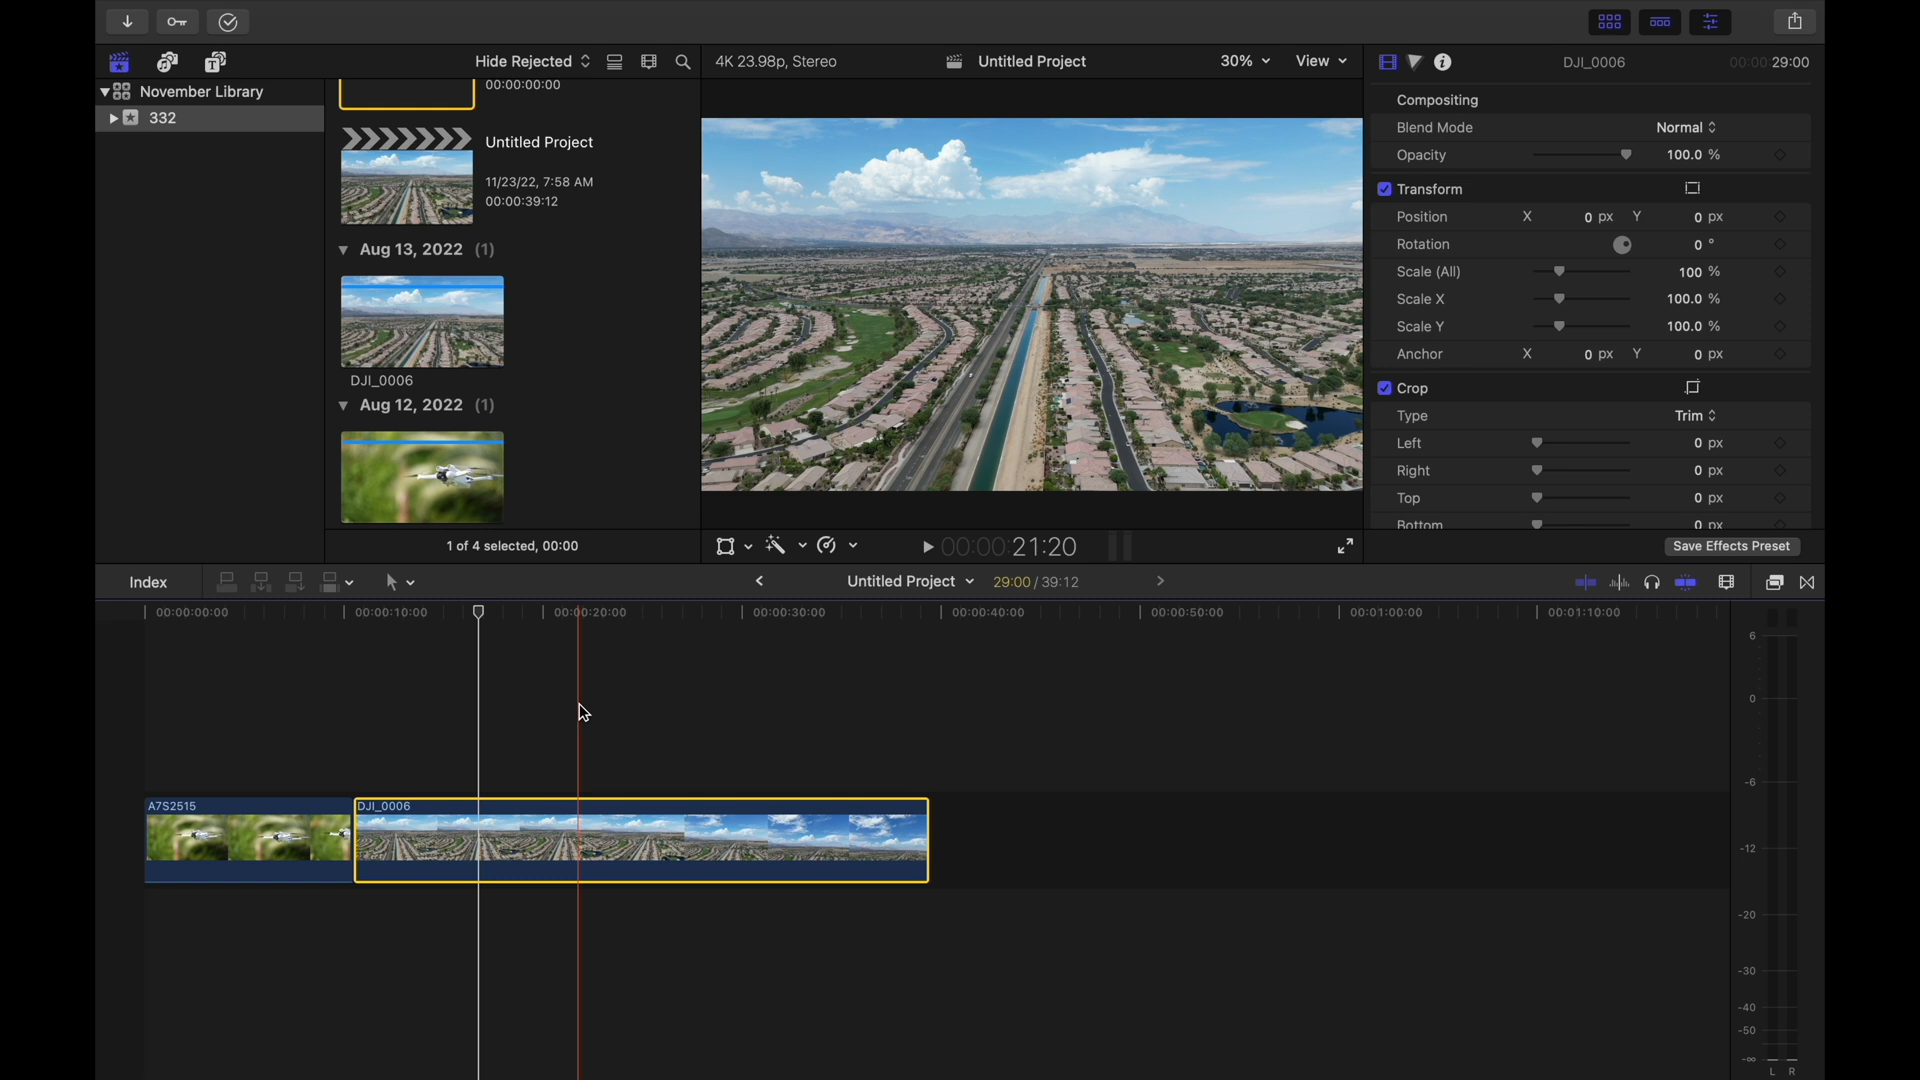 Hide Rejected
4K 23.98p, Stereo
Untitled Project
30%
View
DJI_0006
00:00:29:00
November Library
332
00:00:00:00
Untitled Project
11/23/22, 7:58 AM
00:00:39:12
Aug 13, 2022 (1)
DJI_0006
Aug 12, 2022 (1)
1 of 4 selected, 00:00
00:00:21:20
Compositing
Blend Mode Normal
Opacity 100.0 %
Transform
Position X 0 px Y 0 px
Rotation 0 °
Scale (All) 100 %
Scale X 100.0 %
Scale Y 100.0 %
Anchor X 0 px Y 0 px
Crop
Type Trim
Left 0 px
Right 0 px
Top 0 px
Bottom 0 px
Save Effects Preset
Index
Untitled Project
29:00 / 39:12
00:00:00:00
00:00:10:00
00:00:20:00
00:00:30:00
00:00:40:00
00:00:50:00
00:01:00:00
00:01:10:00
A7S2515
DJI_0006
6
0
-6
-12
-20
-30
-40
-50
-∞
L R